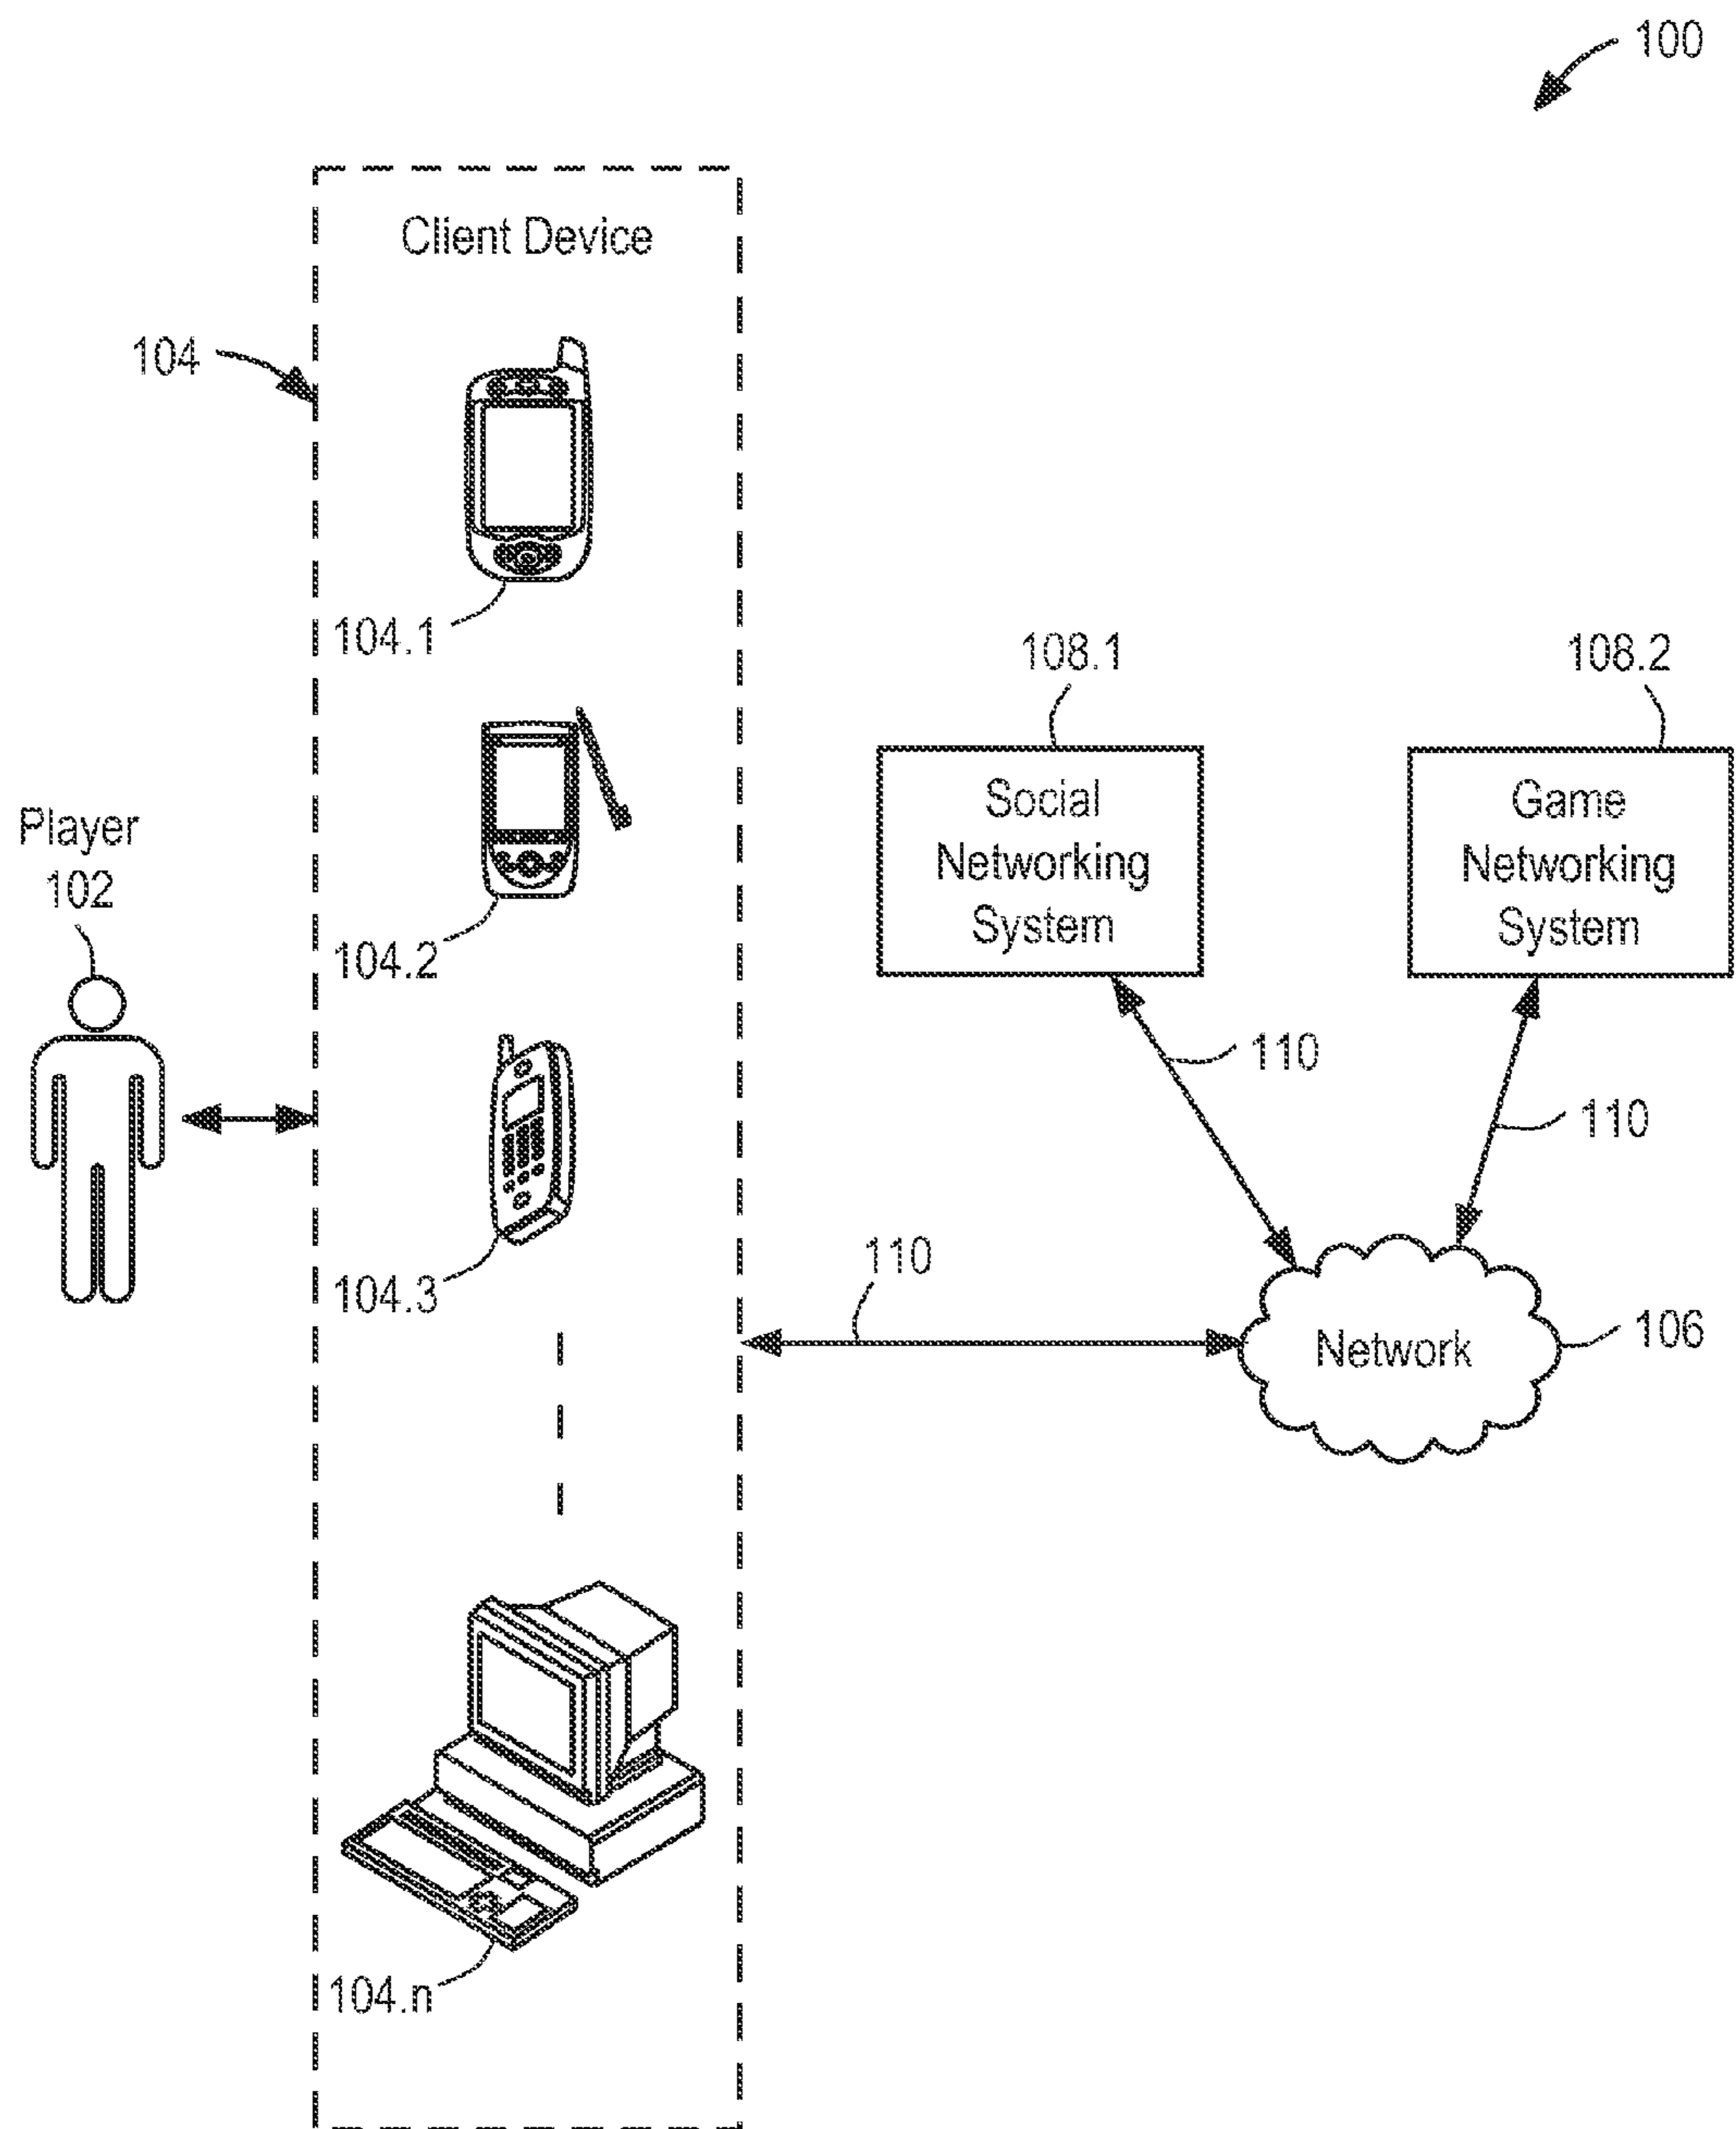 100
Client Device
104
104.1
108.1
108.2
Social
Networking
System
Game
Networking
System
Player
102
104.2
110
110
110
104.3
Network
106
104.n